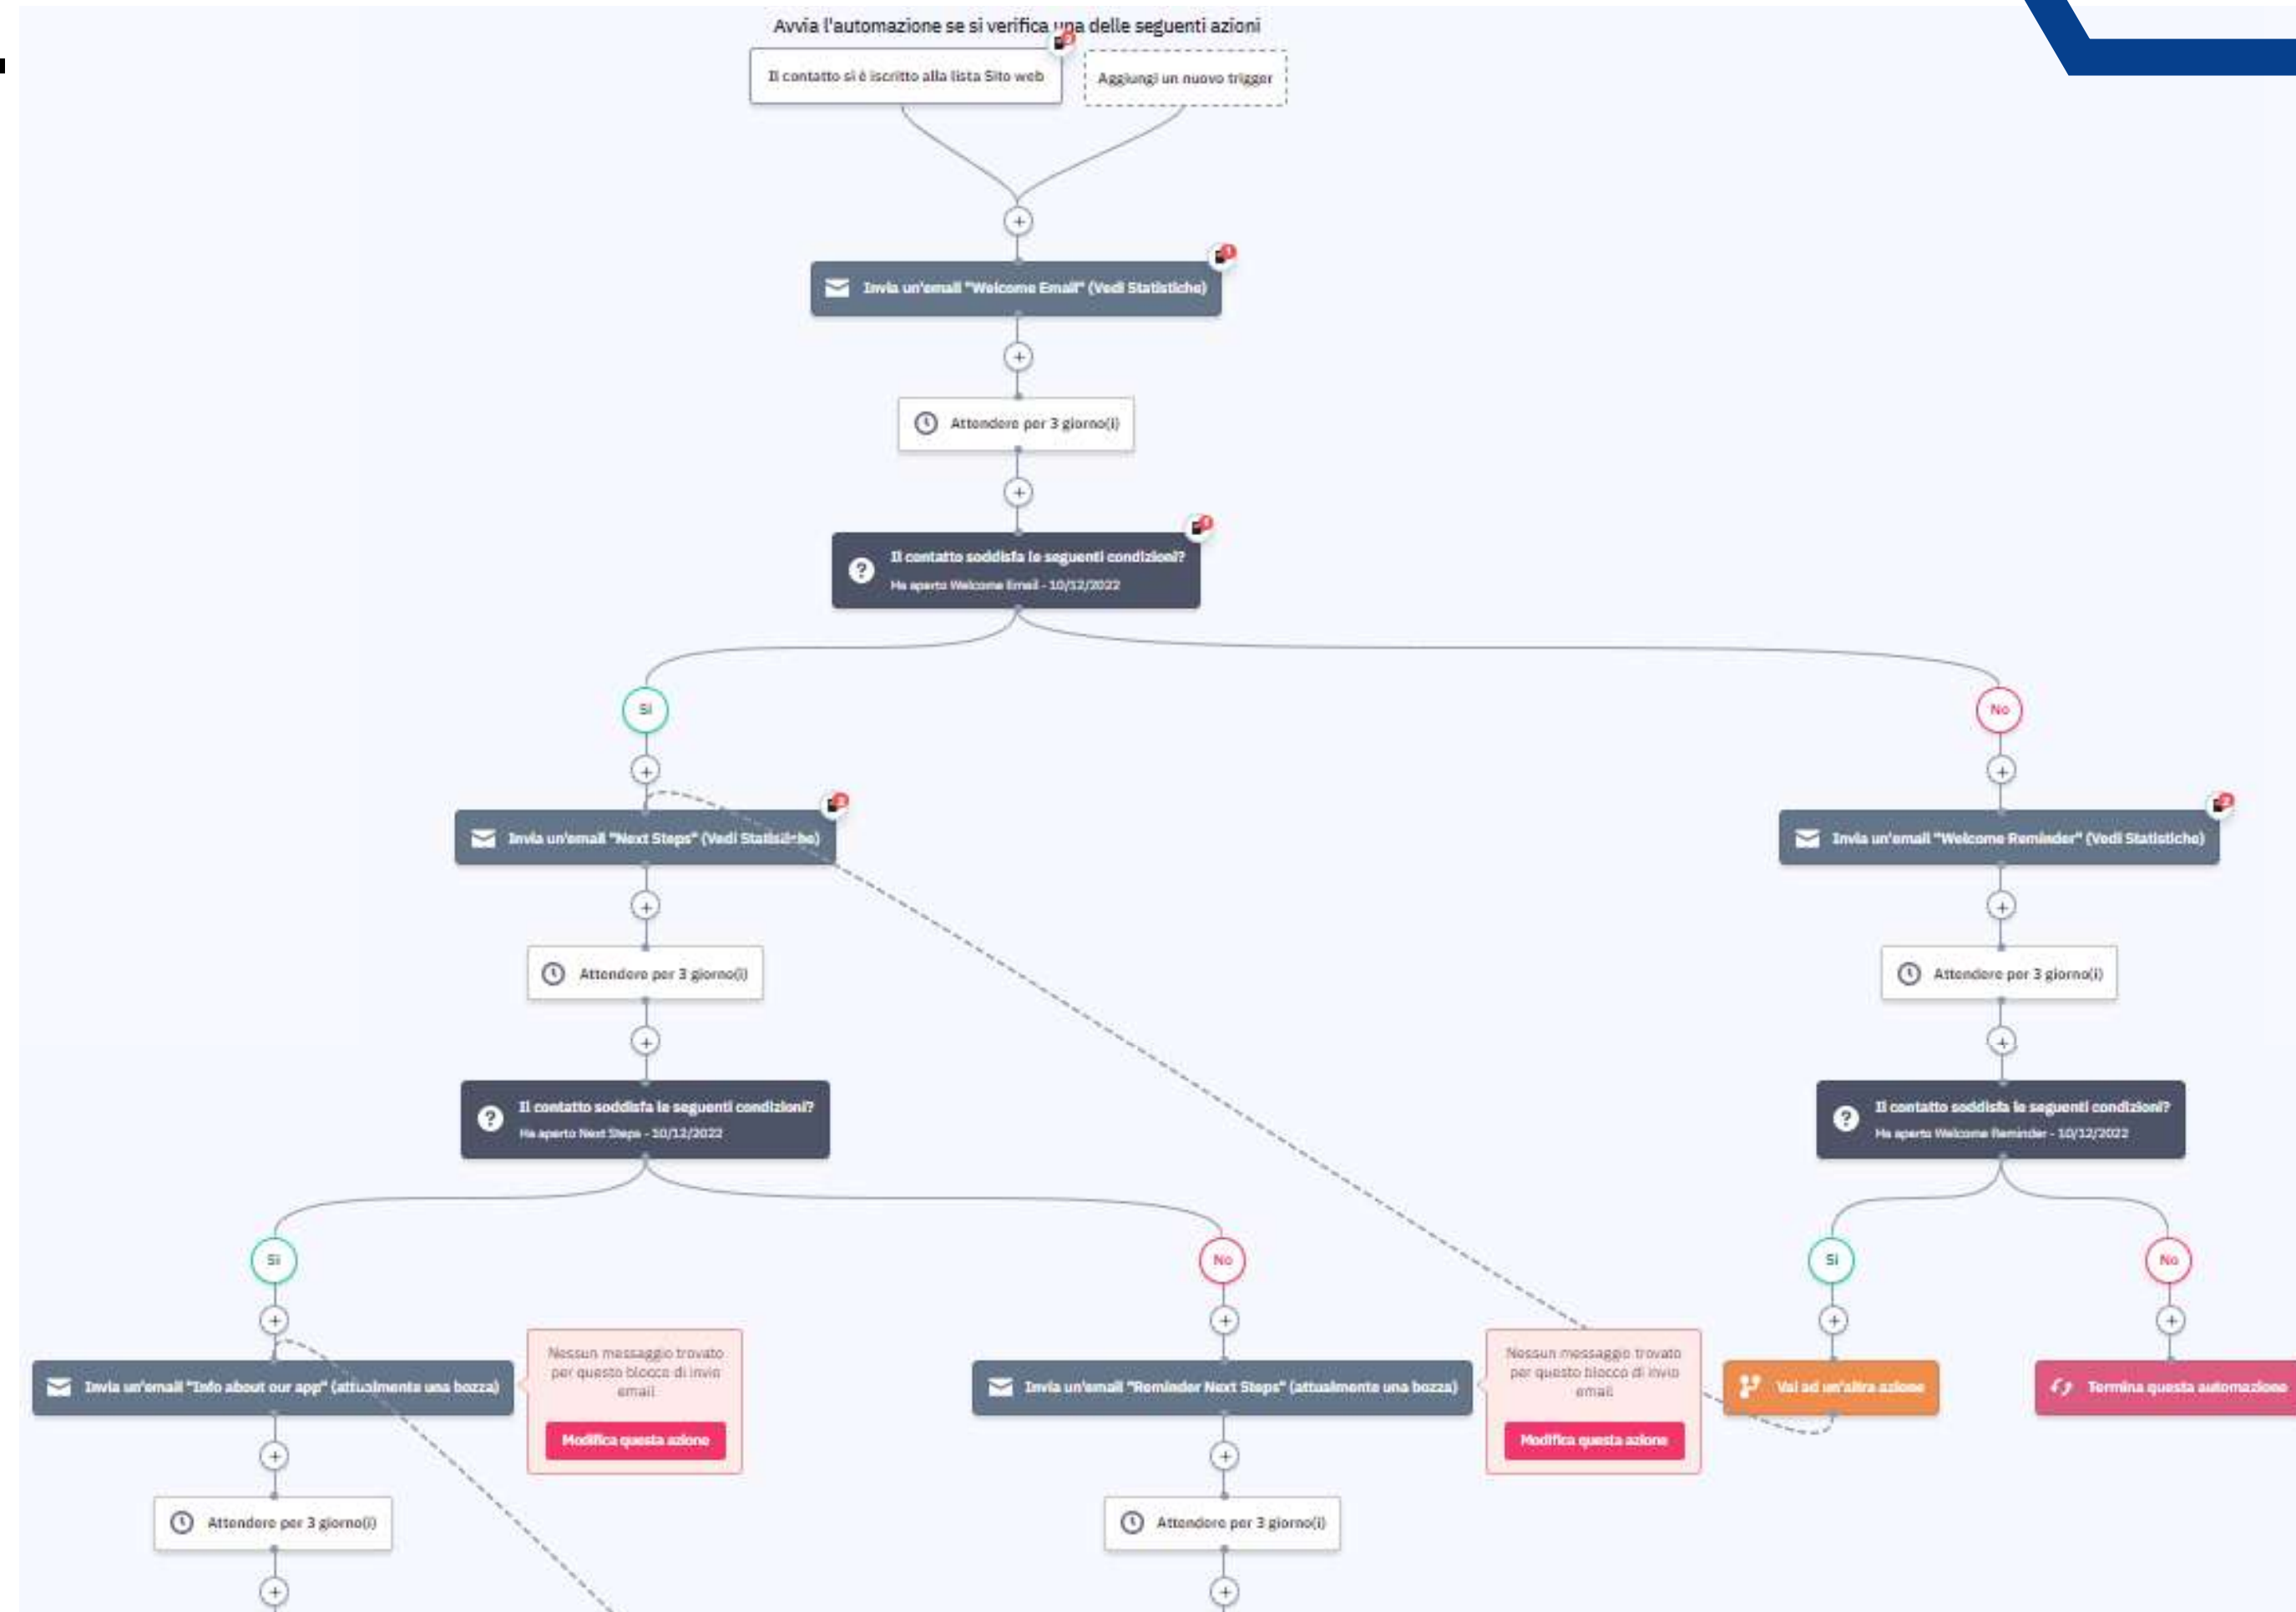 Avvia l'automazione se si verifica una delle seguenti azioni
Il contatto si è iscritto alla lista Sito web
Aggiungi un nuovo trigger
Invia un'email "Welcome Email" (Vedi Statistiche)
Attendere per 3 giorno(i)
Il contatto soddisfa le seguenti condizioni?
Ha aperto Welcome Email - 10/12/2022
Sì
No
Invia un'email "Next Steps" (Vedi Statistiche)
Invia un'email "Welcome Reminder" (Vedi Statistiche)
Attendere per 3 giorno(i)
Attendere per 3 giorno(i)
Il contatto soddisfa le seguenti condizioni?
Ha aperto Next Steps - 10/12/2022
Il contatto soddisfa le seguenti condizioni?
Ha aperto Welcome Reminder - 10/12/2022
Sì
No
Sì
No
Invia un'email "Info about our app" (attualmente una bozza)
Nessun messaggio trovato
per questo blocco di invio
email
Modifica questa azione
Invia un'email "Reminder Next Steps" (attualmente una bozza)
Nessun messaggio trovato
per questo blocco di invio
email
Modifica questa azione
Vai ad un'altra azione
Termina questa automazione
Attendere per 3 giorno(i)
Attendere per 3 giorno(i)